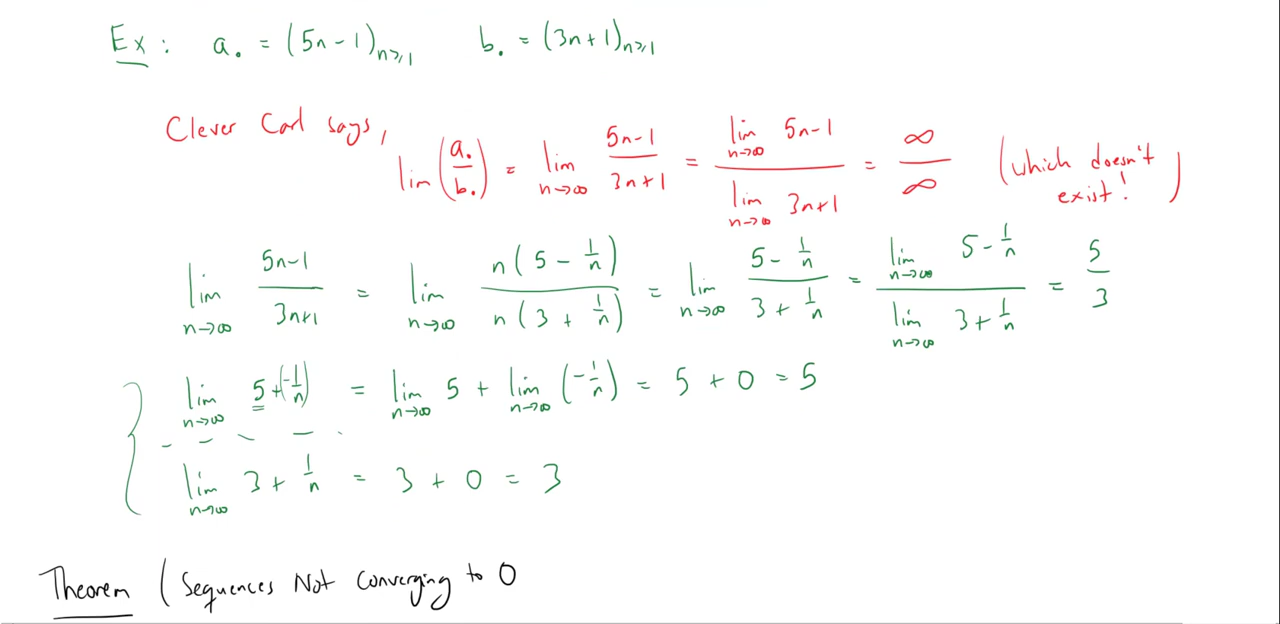 Ex: a. = (5n-1)n≥1 b. = (3n+1)n≥1
Clever Carl says, lim(a./b.) = lim n→∞ (5n-1)/(3n+1) = (lim n→∞ 5n-1)/(lim n→∞ 3n+1) = ∞/∞ (which doesn't exist!)
lim n→∞ (5n-1)/(3n+1) = lim n→∞ n(5 - 1/n)/n(3 + 1/n) = lim n→∞ (5 - 1/n)/(3 + 1/n) = (lim n→∞ 5 - 1/n)/(lim n→∞ 3 + 1/n) = 5/3
lim n→∞ 5 + (-1/n) = lim n→∞ 5 + lim n→∞ (-1/n) = 5 + 0 = 5
lim n→∞ 3 + 1/n = 3 + 0 = 3
Theorem (Sequences Not Converging to 0